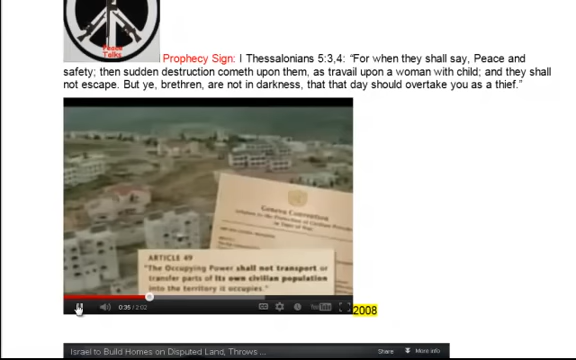 Peace
Talks
Prophecy Sign: I Thessalonians 5:3,4: “For when they shall say, Peace and
safety; then sudden destruction cometh upon them, as travail upon a woman with child; and they shall
not escape. But ye, brethren, are not in darkness, that that day should overtake you as a thief.”
Geneva Convention
ARTICLE 49
"The Occupying Power shall not transport or
transfer parts of its own civilian population
into the territory it occupies."
0:35 / 2:02
YouTube
2008
Israel to Build Homes on Disputed Land, Throws ...
Share
More info